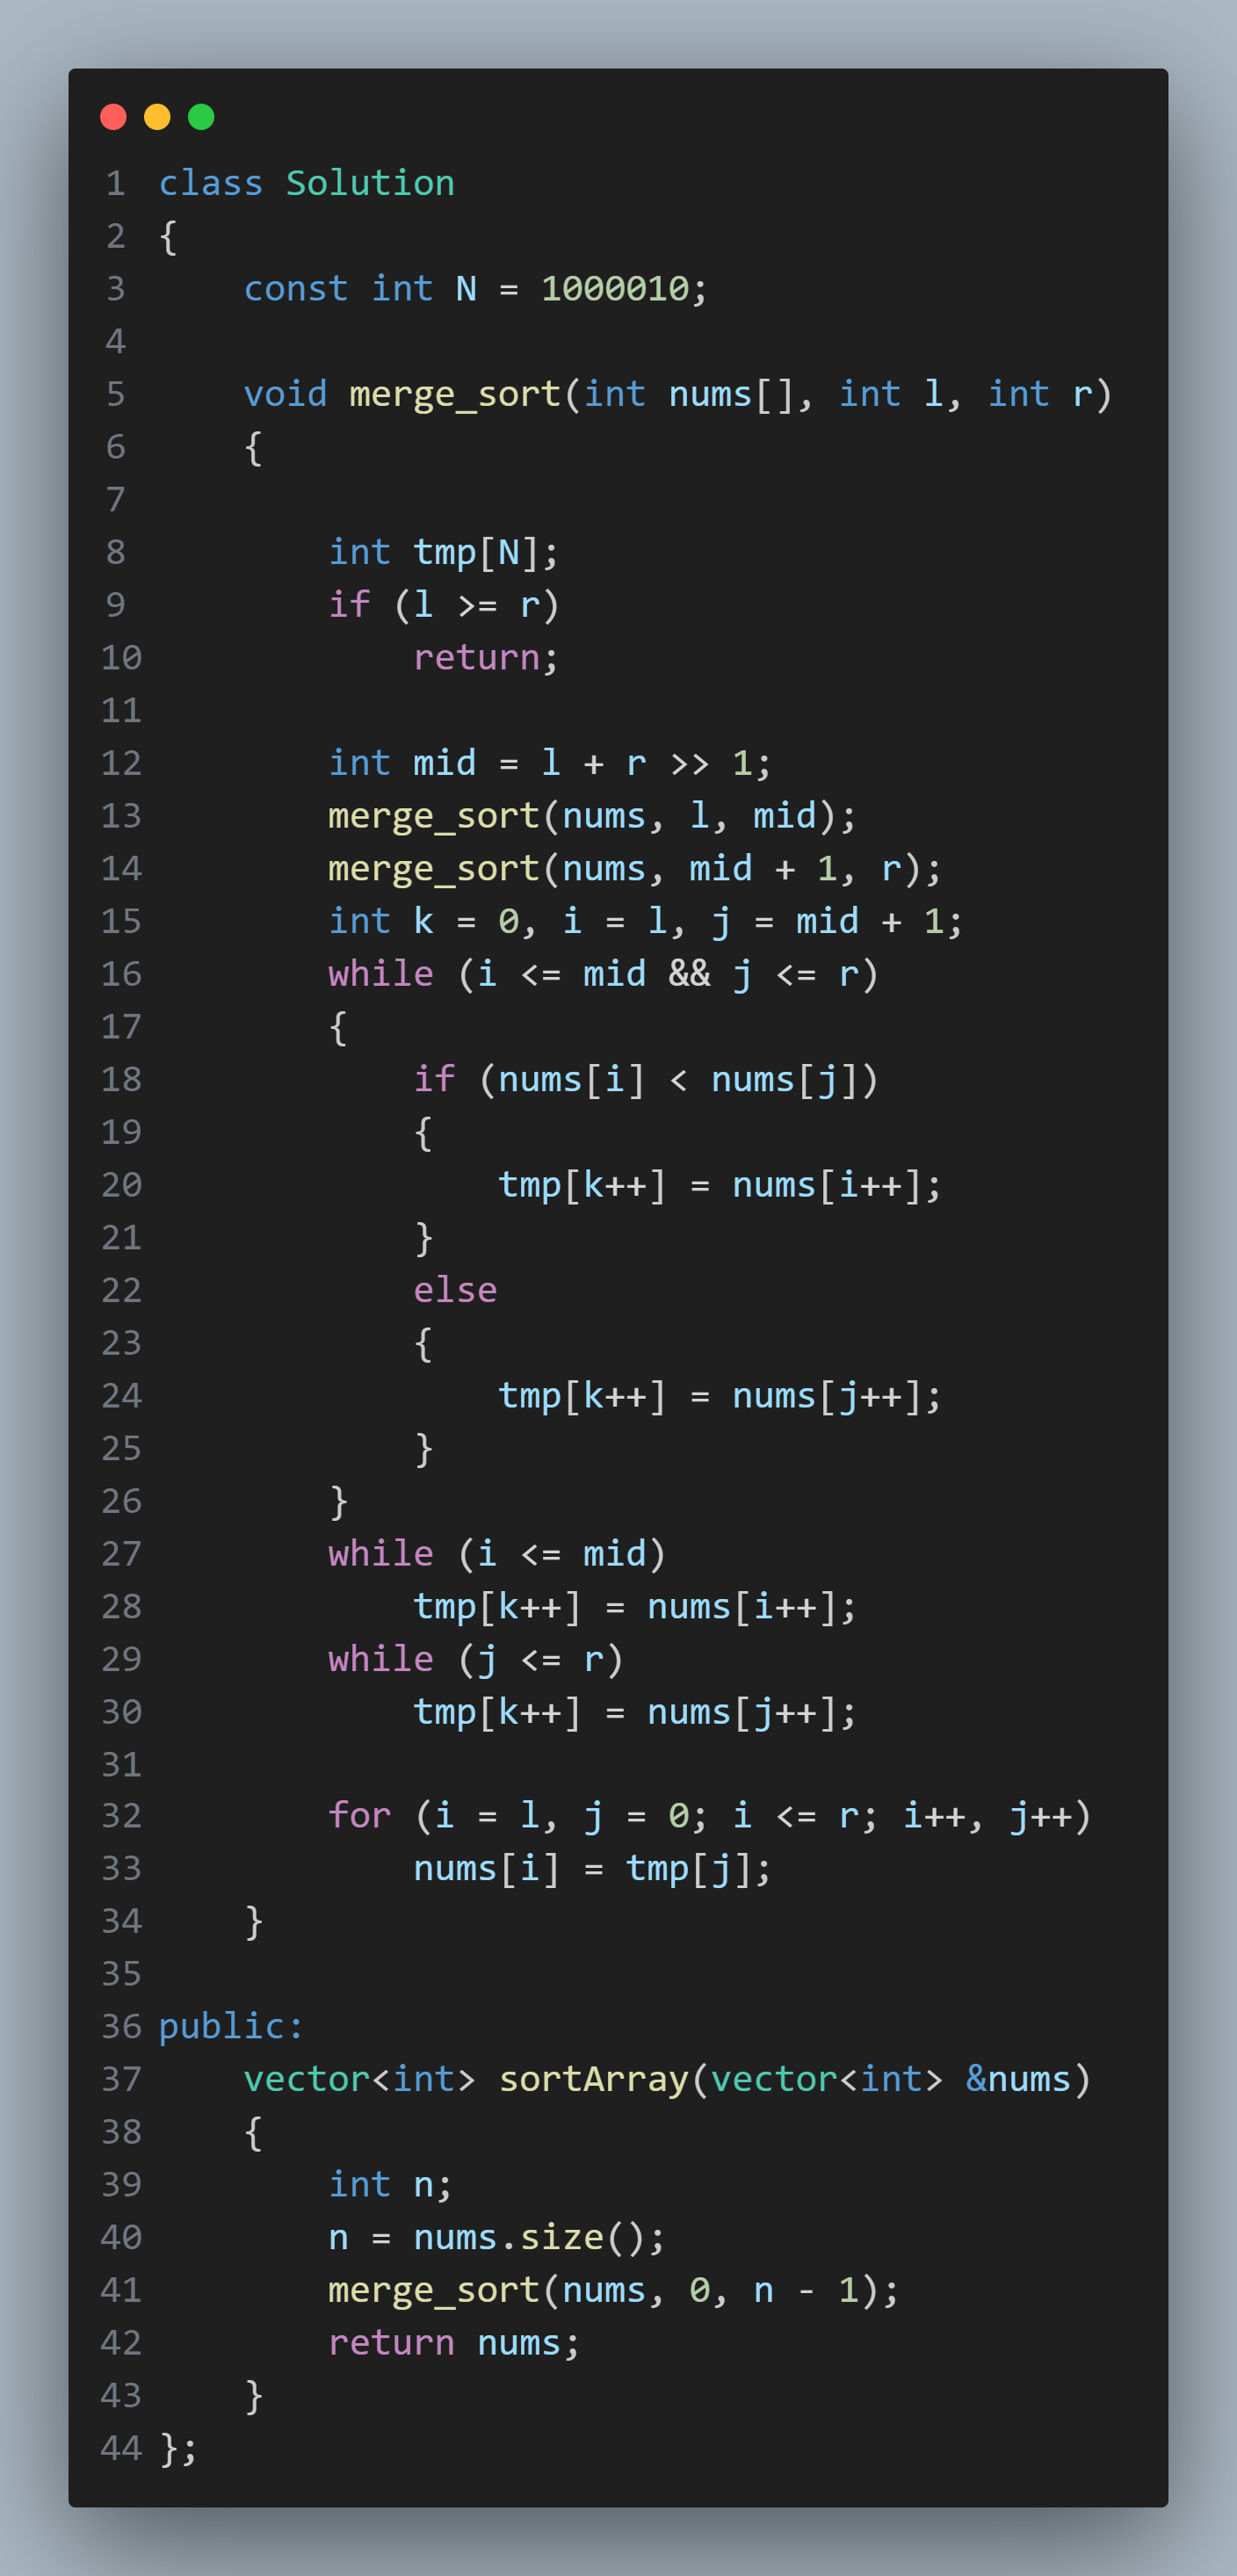 1 class Solution
2 {
3     const int N = 1000010;
4
5     void merge_sort(int nums[], int l, int r)
6     {
7
8         int tmp[N];
9         if (l >= r)
10             return;
11
12         int mid = l + r >> 1;
13         merge_sort(nums, l, mid);
14         merge_sort(nums, mid + 1, r);
15         int k = 0, i = l, j = mid + 1;
16         while (i <= mid && j <= r)
17         {
18             if (nums[i] < nums[j])
19             {
20                 tmp[k++] = nums[i++];
21             }
22             else
23             {
24                 tmp[k++] = nums[j++];
25             }
26         }
27         while (i <= mid)
28             tmp[k++] = nums[i++];
29         while (j <= r)
30             tmp[k++] = nums[j++];
31
32         for (i = l, j = 0; i <= r; i++, j++)
33             nums[i] = tmp[j];
34     }
35
36 public:
37     vector<int> sortArray(vector<int> &nums)
38     {
39         int n;
40         n = nums.size();
41         merge_sort(nums, 0, n - 1);
42         return nums;
43     }
44 };